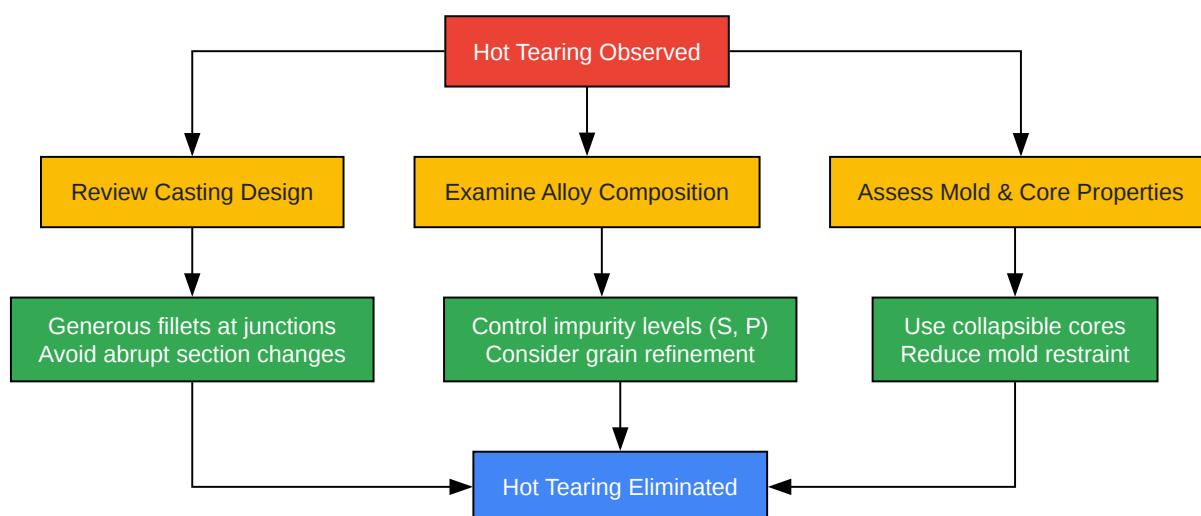 Hot Tearing Observed
Review Casting Design
Examine Alloy Composition
Assess Mold & Core Properties
Generous fillets at junctions
Avoid abrupt section changes
Control impurity levels (S, P)
Consider grain refinement
Use collapsible cores
Reduce mold restraint
Hot Tearing Eliminated